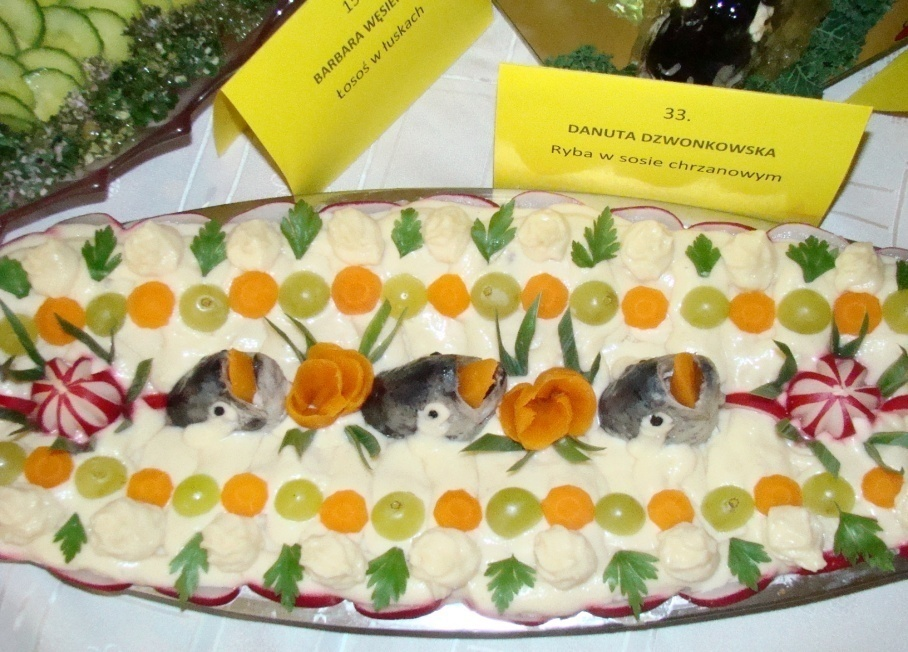 BARBARA
Łosoś w łuskach
33.
DANUTA DZWONKOWSKA
Ryba w sosie chrzanowym